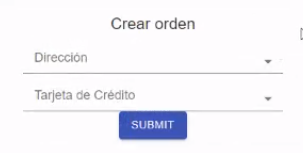 Crear orden
Dirección
Tarjeta de Crédito
SUBMIT